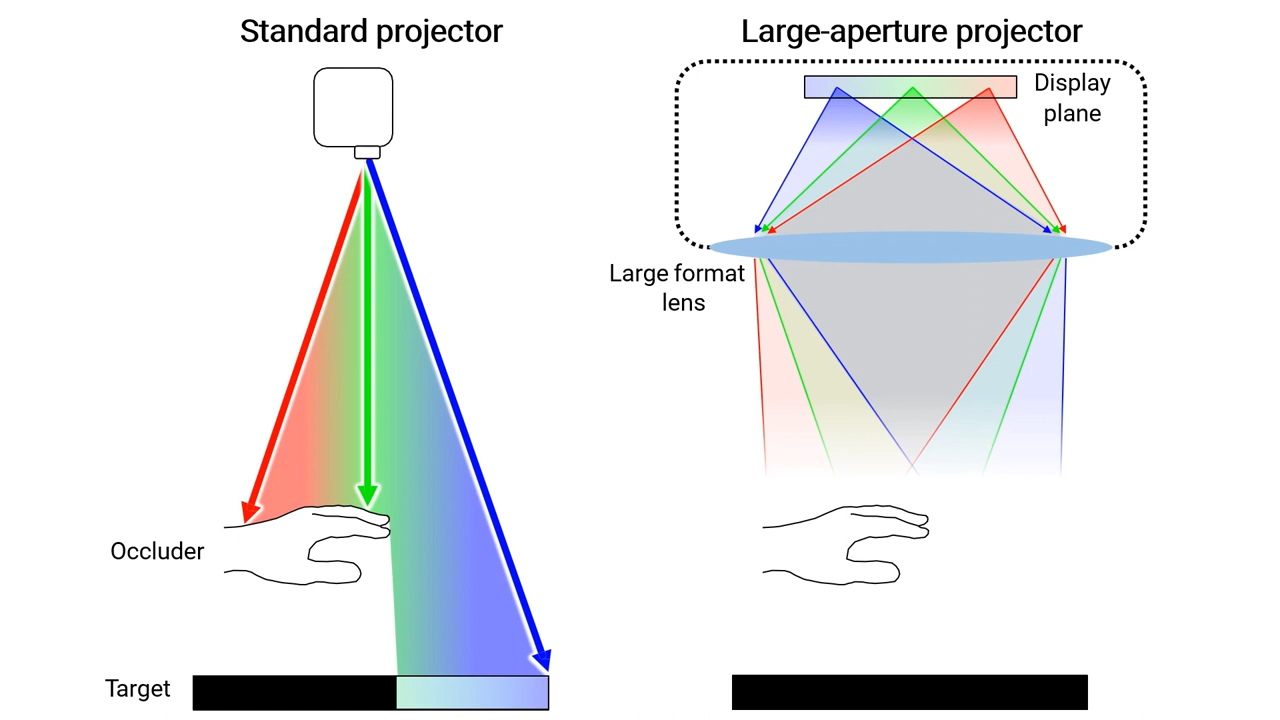 Standard projector
Large-aperture projector
Display
plane
Large format
lens
Occluder
Target